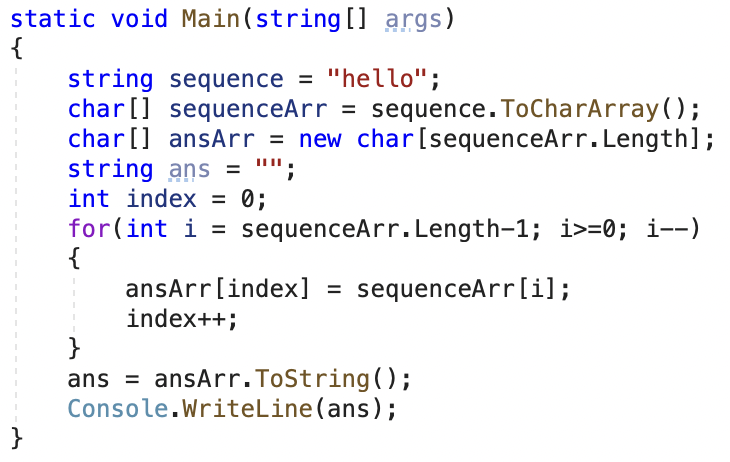 static void Main(string[] args)
{
    string sequence = "hello";
    char[] sequenceArr = sequence.ToCharArray();
    char[] ansArr = new char[sequenceArr.Length];
    string ans = "";
    int index = 0;
    for(int i = sequenceArr.Length-1; i>=0; i--)
    {
        ansArr[index] = sequenceArr[i];
        index++;
    }
    ans = ansArr.ToString();
    Console.WriteLine(ans);
}